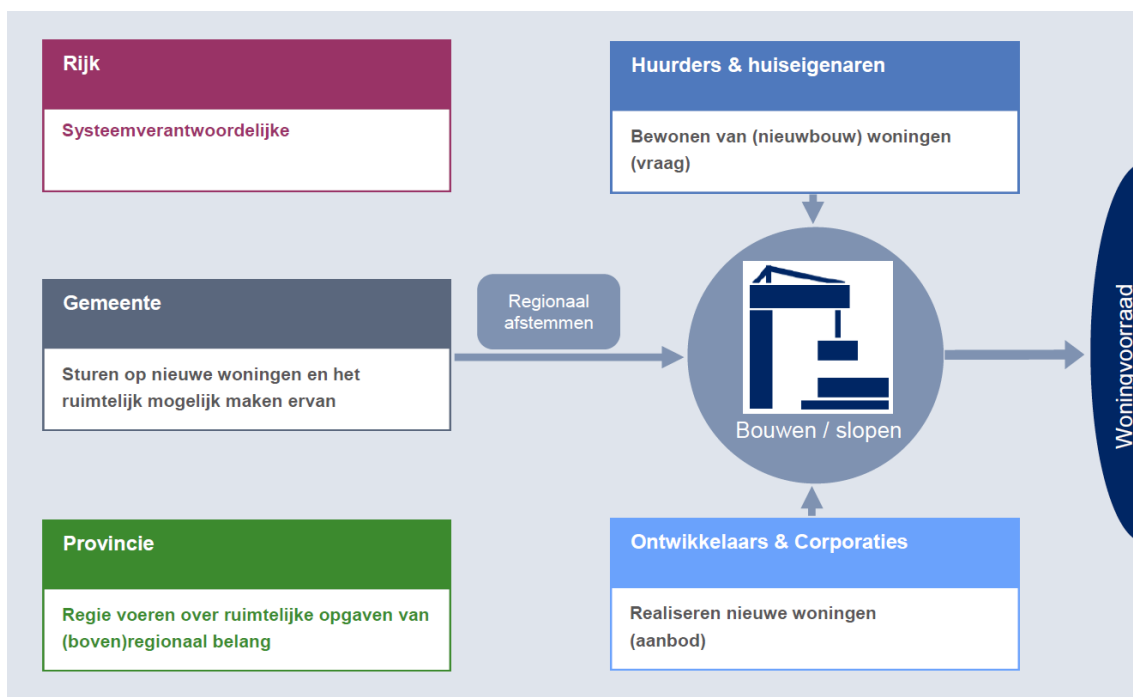 Rijk
Systeemverantwoordelijke
Huurders & huiseigenaren
Bewonen van (nieuwbouw) woningen
(vraag)
Gemeente
Sturen op nieuwe woningen en het
ruimtelijk mogelijk maken ervan
Regionaal
afstemmen
Bouwen / slopen
Woningvoorraad
Provincie
Regie voeren over ruimtelijke opgaven van
(boven)regionaal belang
Ontwikkelaars & Corporaties
Realiseren nieuwe woningen
(aanbod)